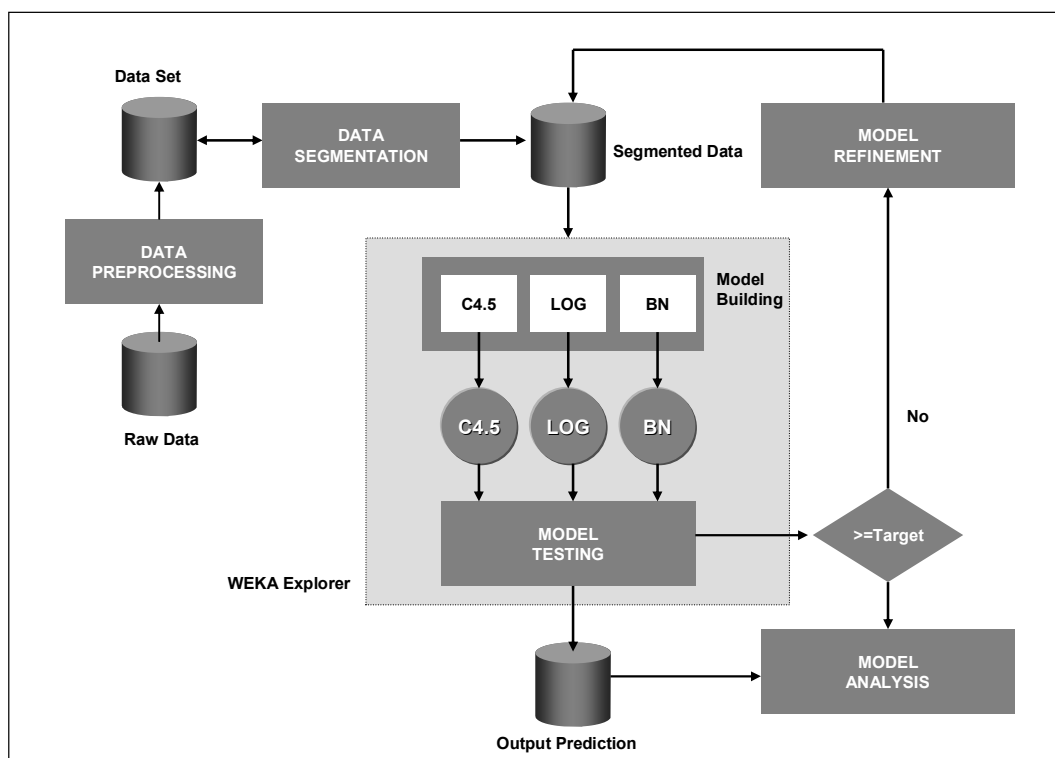 Data Set
DATA
SEGMENTATION
Segmented Data
MODEL
REFINEMENT
DATA
PREPROCESSING
Raw Data
Model
Building
C4.5
LOG
BN
C4.5
LOG
BN
MODEL
TESTING
WEKA Explorer
No
>=Target
MODEL
ANALYSIS
Output Prediction